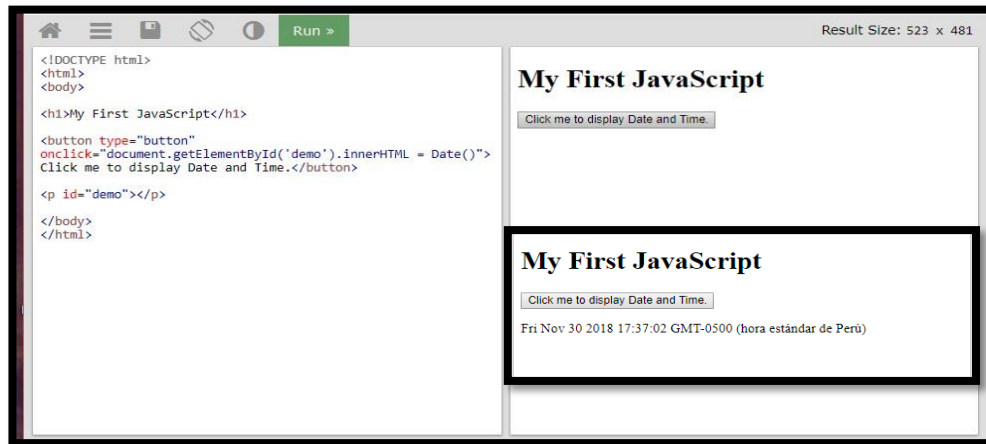 Run »
Result Size: 523 x 481
<!DOCTYPE html>
<html>
<body>
<h1>My First JavaScript</h1>
<button type="button"
onclick="document.getElementById('demo').innerHTML = Date()">
Click me to display Date and Time.</button>
<p id="demo"></p>
</body>
</html>
My First JavaScript
Click me to display Date and Time.
My First JavaScript
Click me to display Date and Time.
Fri Nov 30 2018 17:37:02 GMT-0500 (hora estándar de Perú)